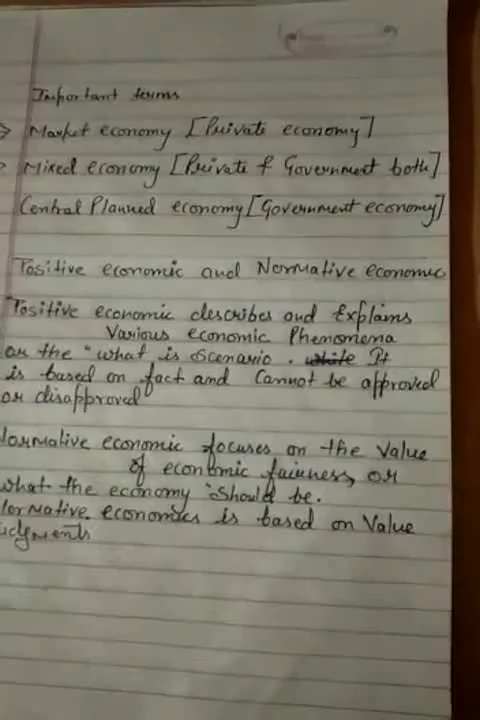 Important terms
Market economy [Private economy]
Mixed economy [Private & Government both]
Central Planned economy [Government economy]
Positive economic and Normative economic
Positive economic describes and Explains
Various economic Phenomena
or the "what is Scenario. while It
is based on fact and Cannot be approved
or disapproved
Normative economic focuses on the Value
of economic fairness, or
what the economy "Should be.
Normative economics is based on Value
judgments